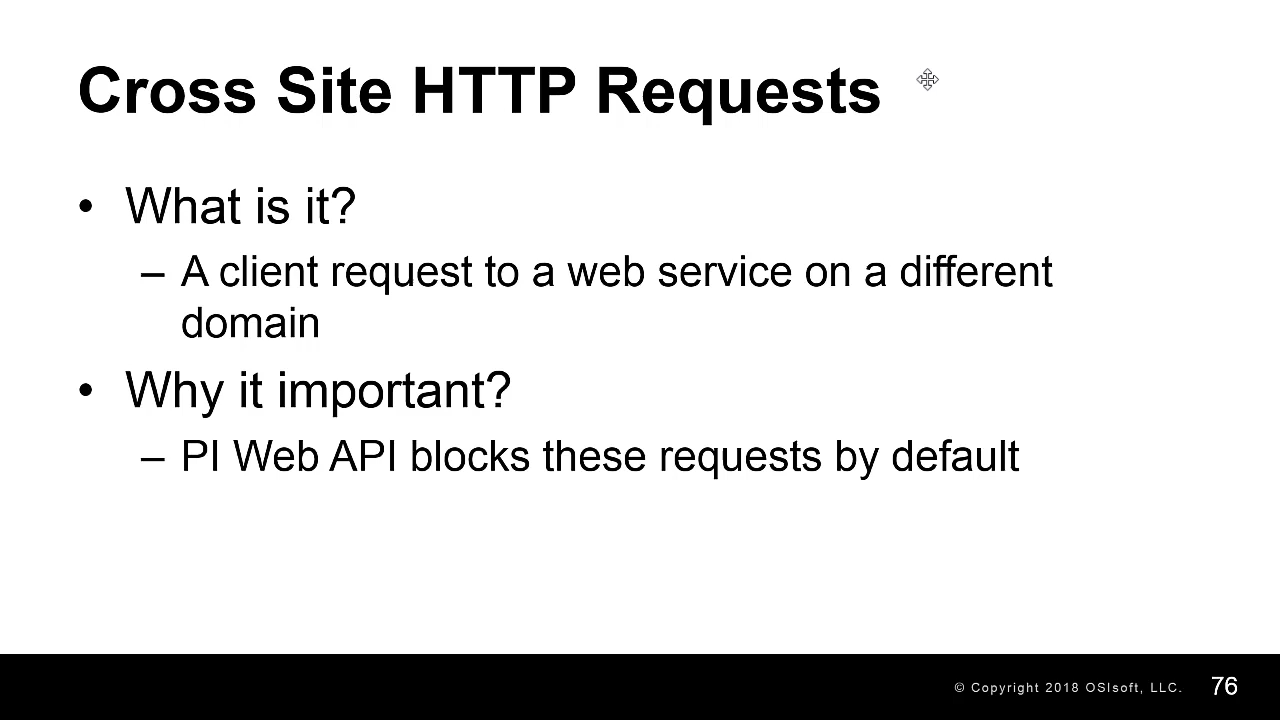 Cross Site HTTP Requests
• What is it?
– A client request to a web service on a different
domain
• Why it important?
– PI Web API blocks these requests by default
© Copyright 2018 OSIsoft, LLC. 76